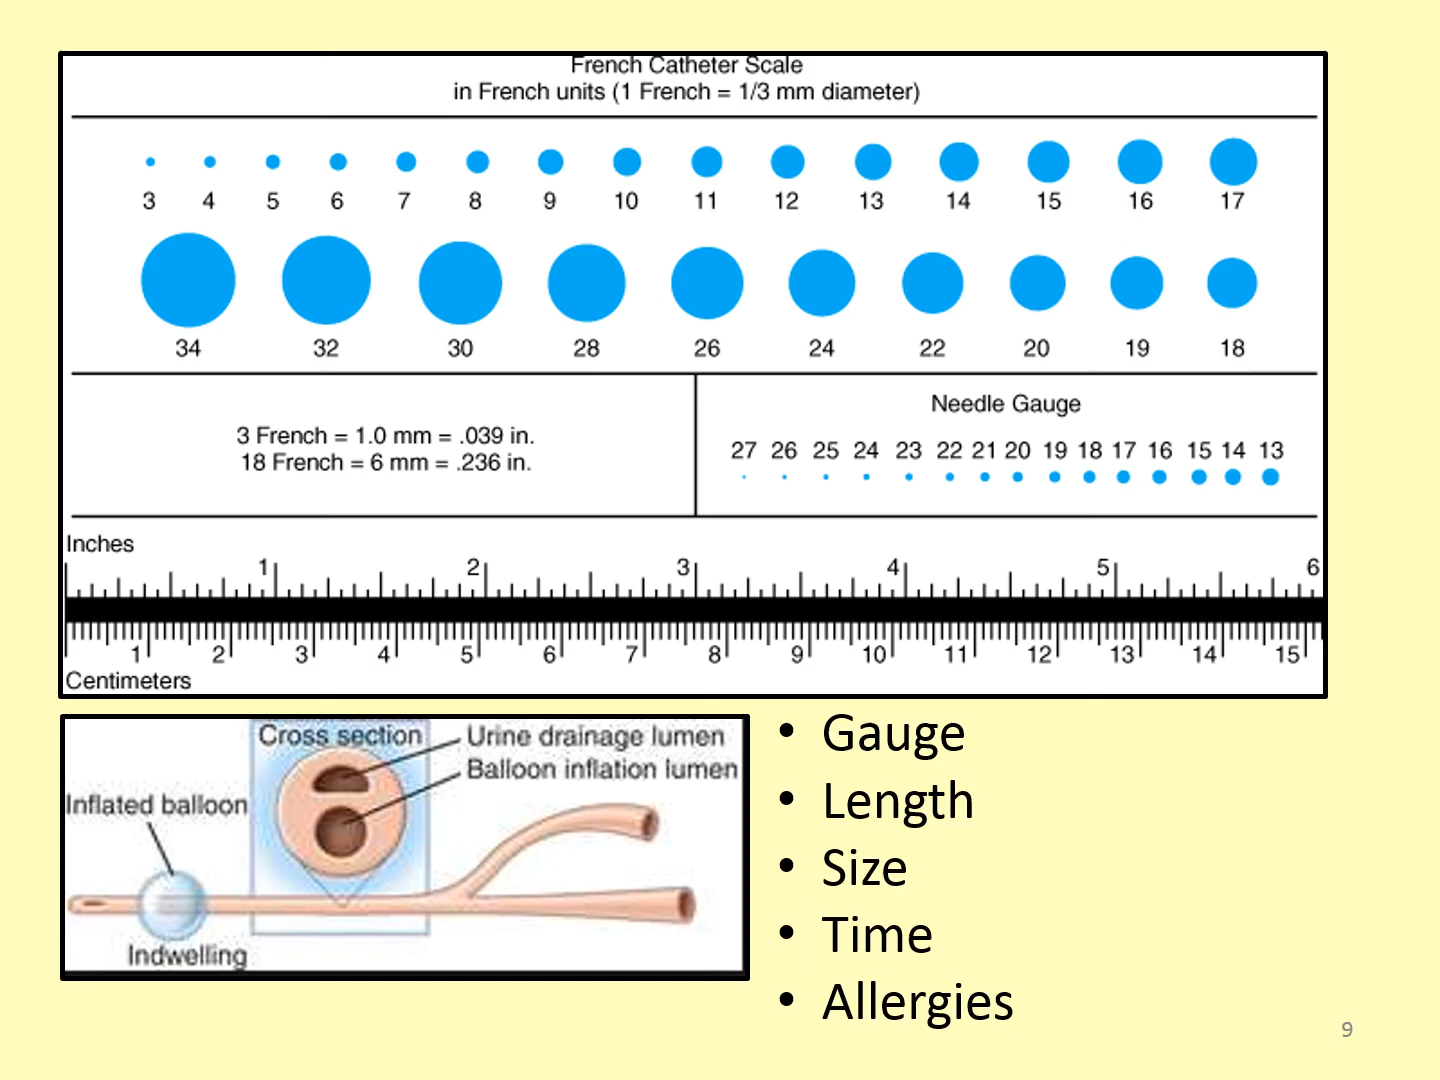 French Catheter Scale
in French units (1 French = 1/3 mm diameter)
3 4 5 6 7 8 9 10 11 12 13 14 15 16 17
34 32 30 28 26 24 22 20 19 18
3 French = 1.0 mm = .039 in.
18 French = 6 mm = .236 in.
Needle Gauge
27 26 25 24 23 22 21 20 19 18 17 16 15 14 13
Inches
1 2 3 4 5 6
1 2 3 4 5 6 7 8 9 10 11 12 13 14 15
Centimeters
Cross section
Urine drainage lumen
Balloon inflation lumen
Inflated balloon
Indwelling
• Gauge
• Length
• Size
• Time
• Allergies
9